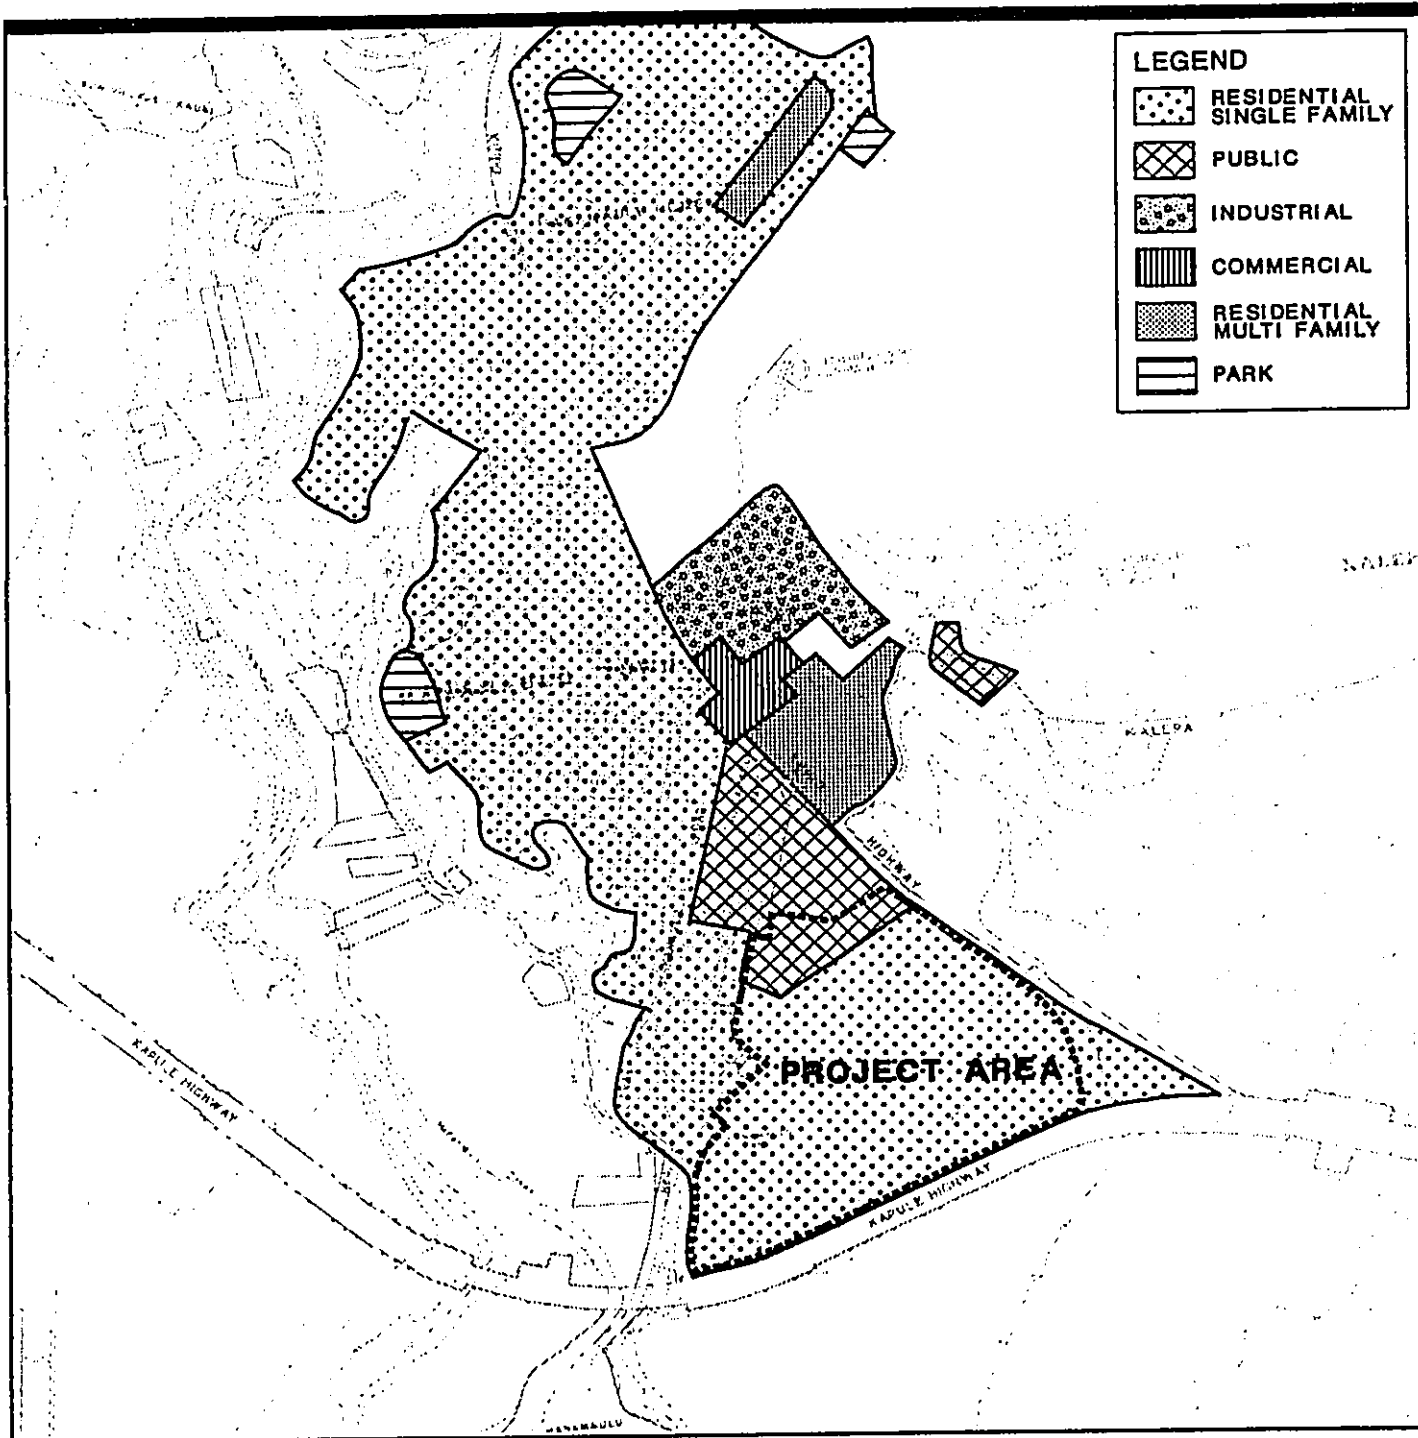 LEGEND
RESIDENTIAL
SINGLE FAMILY
PUBLIC
INDUSTRIAL
COMMERCIAL
RESIDENTIAL
MULTI FAMILY
PARK
KALEPA
HIGHWAY
PROJECT AREA
KAPULE HIGHWAY
KAPULE HIGHWAY
HANAMAULU